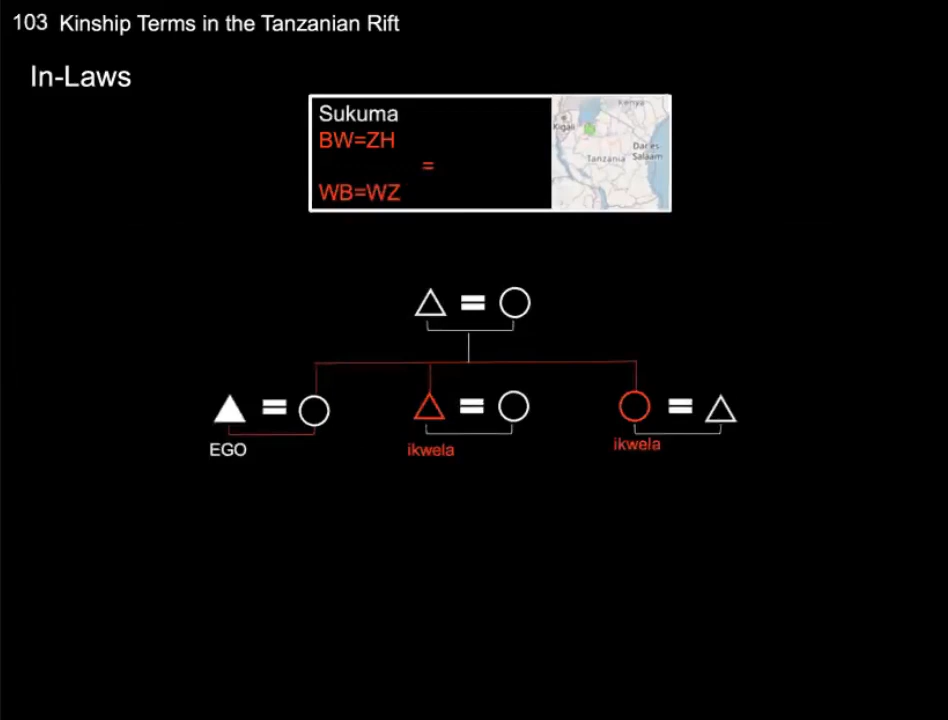 103 Kinship Terms in the Tanzanian Rift
In-Laws
Sukuma
BW=ZH
=
WB=WZ
Kenya
Kigali
Dar es
Salaam
Tanzania
EGO
ikwela
ikwela